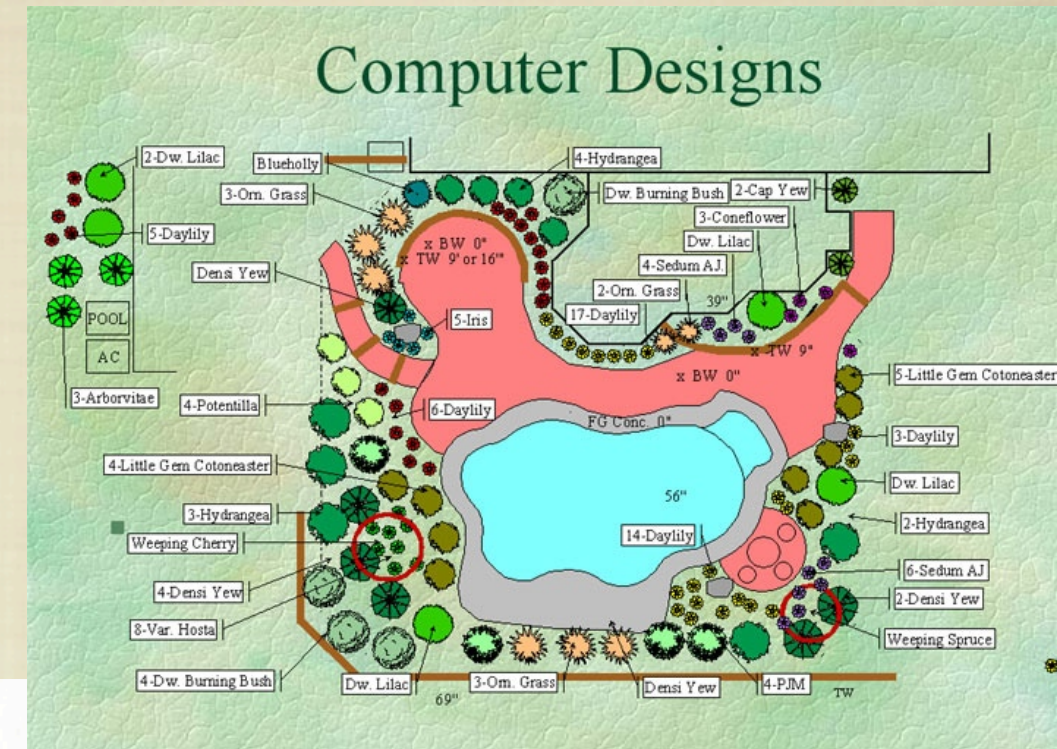 Computer Designs
2-Dw. Lilac
Blueholly
4-Hydrangea
3-Orn. Grass
Dw. Burning Bush
2-Cap Yew
3-Coneflower
5-Daylily
Dw. Lilac
x BW 0"
x TW 9' or 16'"
Densi Yew
4-Sedum AJ.
2-Orn. Grass
39"
17-Daylily
POOL
5-Iris
AC
x TW 9"
x BW 0"
5-Little Gem Cotoneaster
3-Arborvitae
4-Potentilla
6-Daylily
FG Conc. 0"
3-Daylily
4-Little Gem Cotoneaster
Dw. Lilac
56"
3-Hydrangea
2-Hydrangea
14-Daylily
Weeping Cherry
6-Sedum AJ
4-Densi Yew
2-Densi Yew
8-Var. Hosta
Weeping Spruce
4-Dw. Burning Bush
Dw. Lilac
3-Orn. Grass
Densi Yew
4-PJM
TW
69"